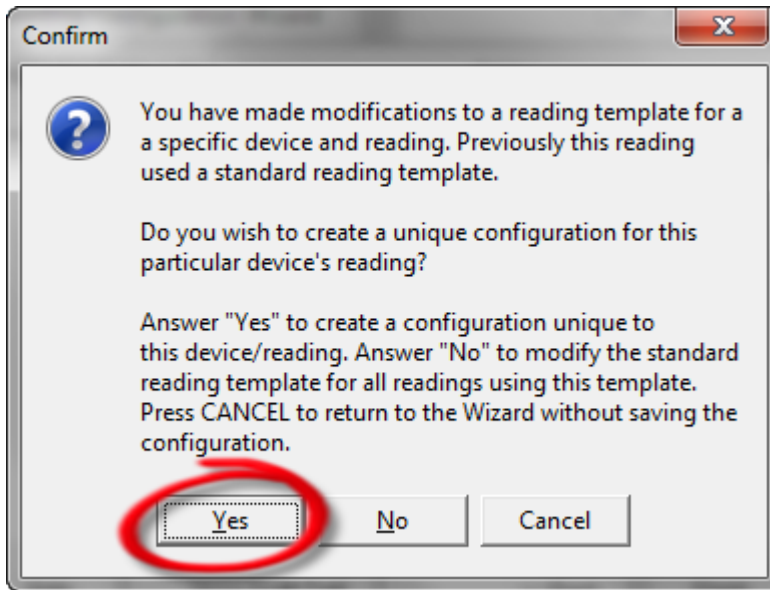 Confirm
You have made modifications to a reading template for a
a specific device and reading. Previously this reading
used a standard reading template.
Do you wish to create a unique configuration for this
particular device's reading?
Answer "Yes" to create a configuration unique to
this device/reading. Answer "No" to modify the standard
reading template for all readings using this template.
Press CANCEL to return to the Wizard without saving the
configuration.
Yes No Cancel